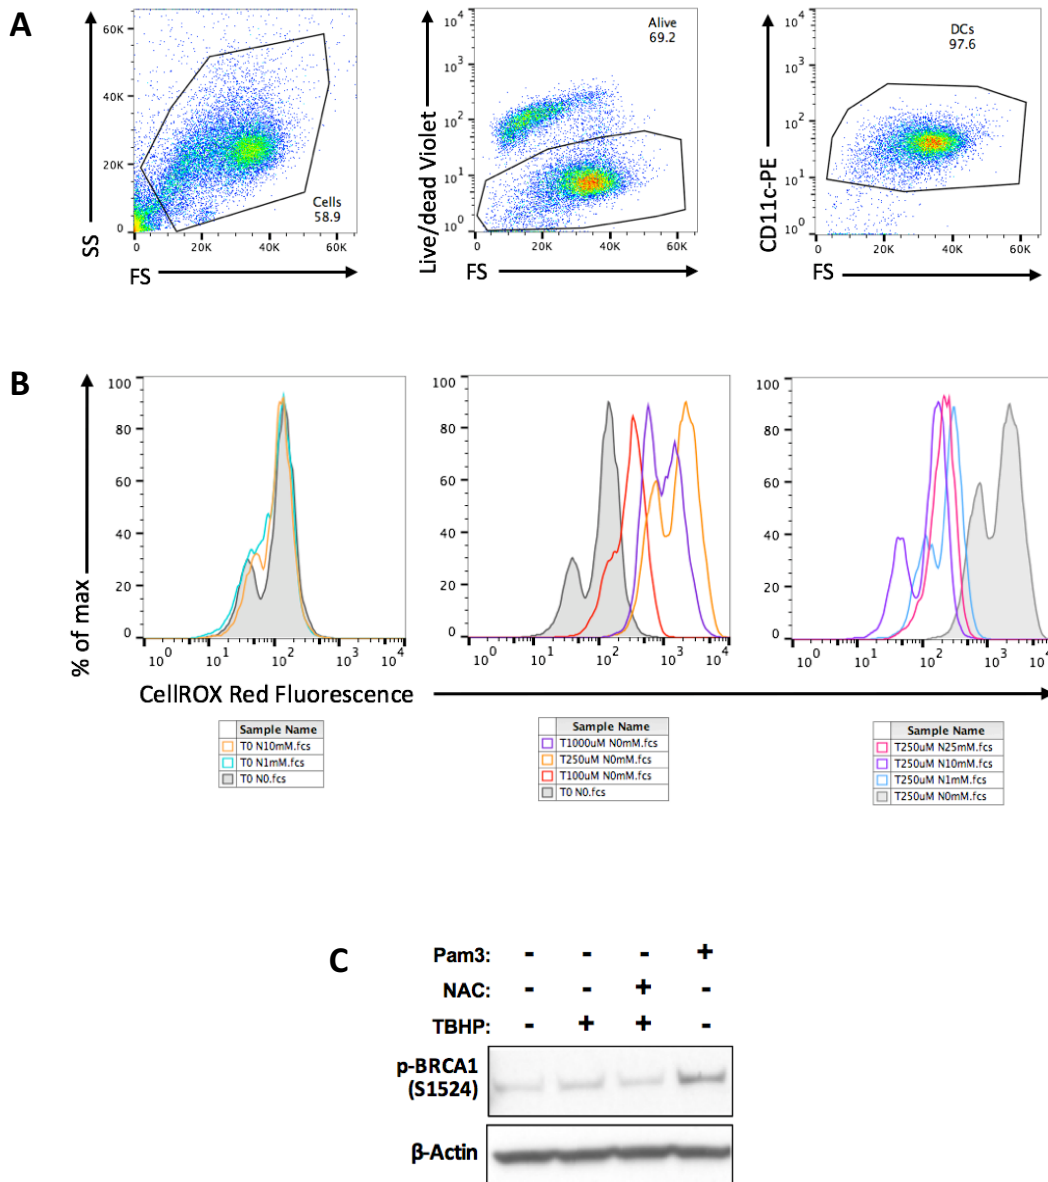 A
60K
40K
20K
0
SS
Cells
58.9
0 20K 40K 60K
FS
10^4
10^3
10^2
10^1
10^0
Live/dead Violet
Alive
69.2
0 20K 40K 60K
FS
10^4
10^3
10^2
10^1
10^0
CD11c-PE
DCs
97.6
0 20K 40K 60K
FS
B
% of max
100
80
60
40
20
0
10^0 10^1 10^2 10^3 10^4
100
80
60
40
20
0
10^0 10^1 10^2 10^3 10^4
100
80
60
40
20
0
10^0 10^1 10^2 10^3 10^4
CellROX Red Fluorescence
Sample Name
T0 N10mM.fcs
T0 N1mM.fcs
T0 N0.fcs
Sample Name
T1000uM N0mM.fcs
T250uM N0mM.fcs
T100uM N0mM.fcs
T0 N0.fcs
Sample Name
T250uM N25mM.fcs
T250uM N10mM.fcs
T250uM N1mM.fcs
T250uM N0mM.fcs
C
Pam3: - - - +
NAC: - - + -
TBHP: - + + -
p-BRCA1
(S1524)
β-Actin